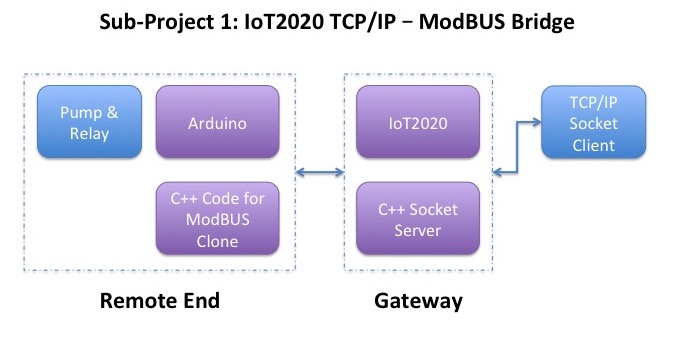 Sub-Project 1: IoT2020 TCP/IP – ModBUS Bridge
Pump &
Relay
Arduino
C++ Code for
ModBUS
Clone
Remote End
IoT2020
C++ Socket
Server
Gateway
TCP/IP
Socket
Client